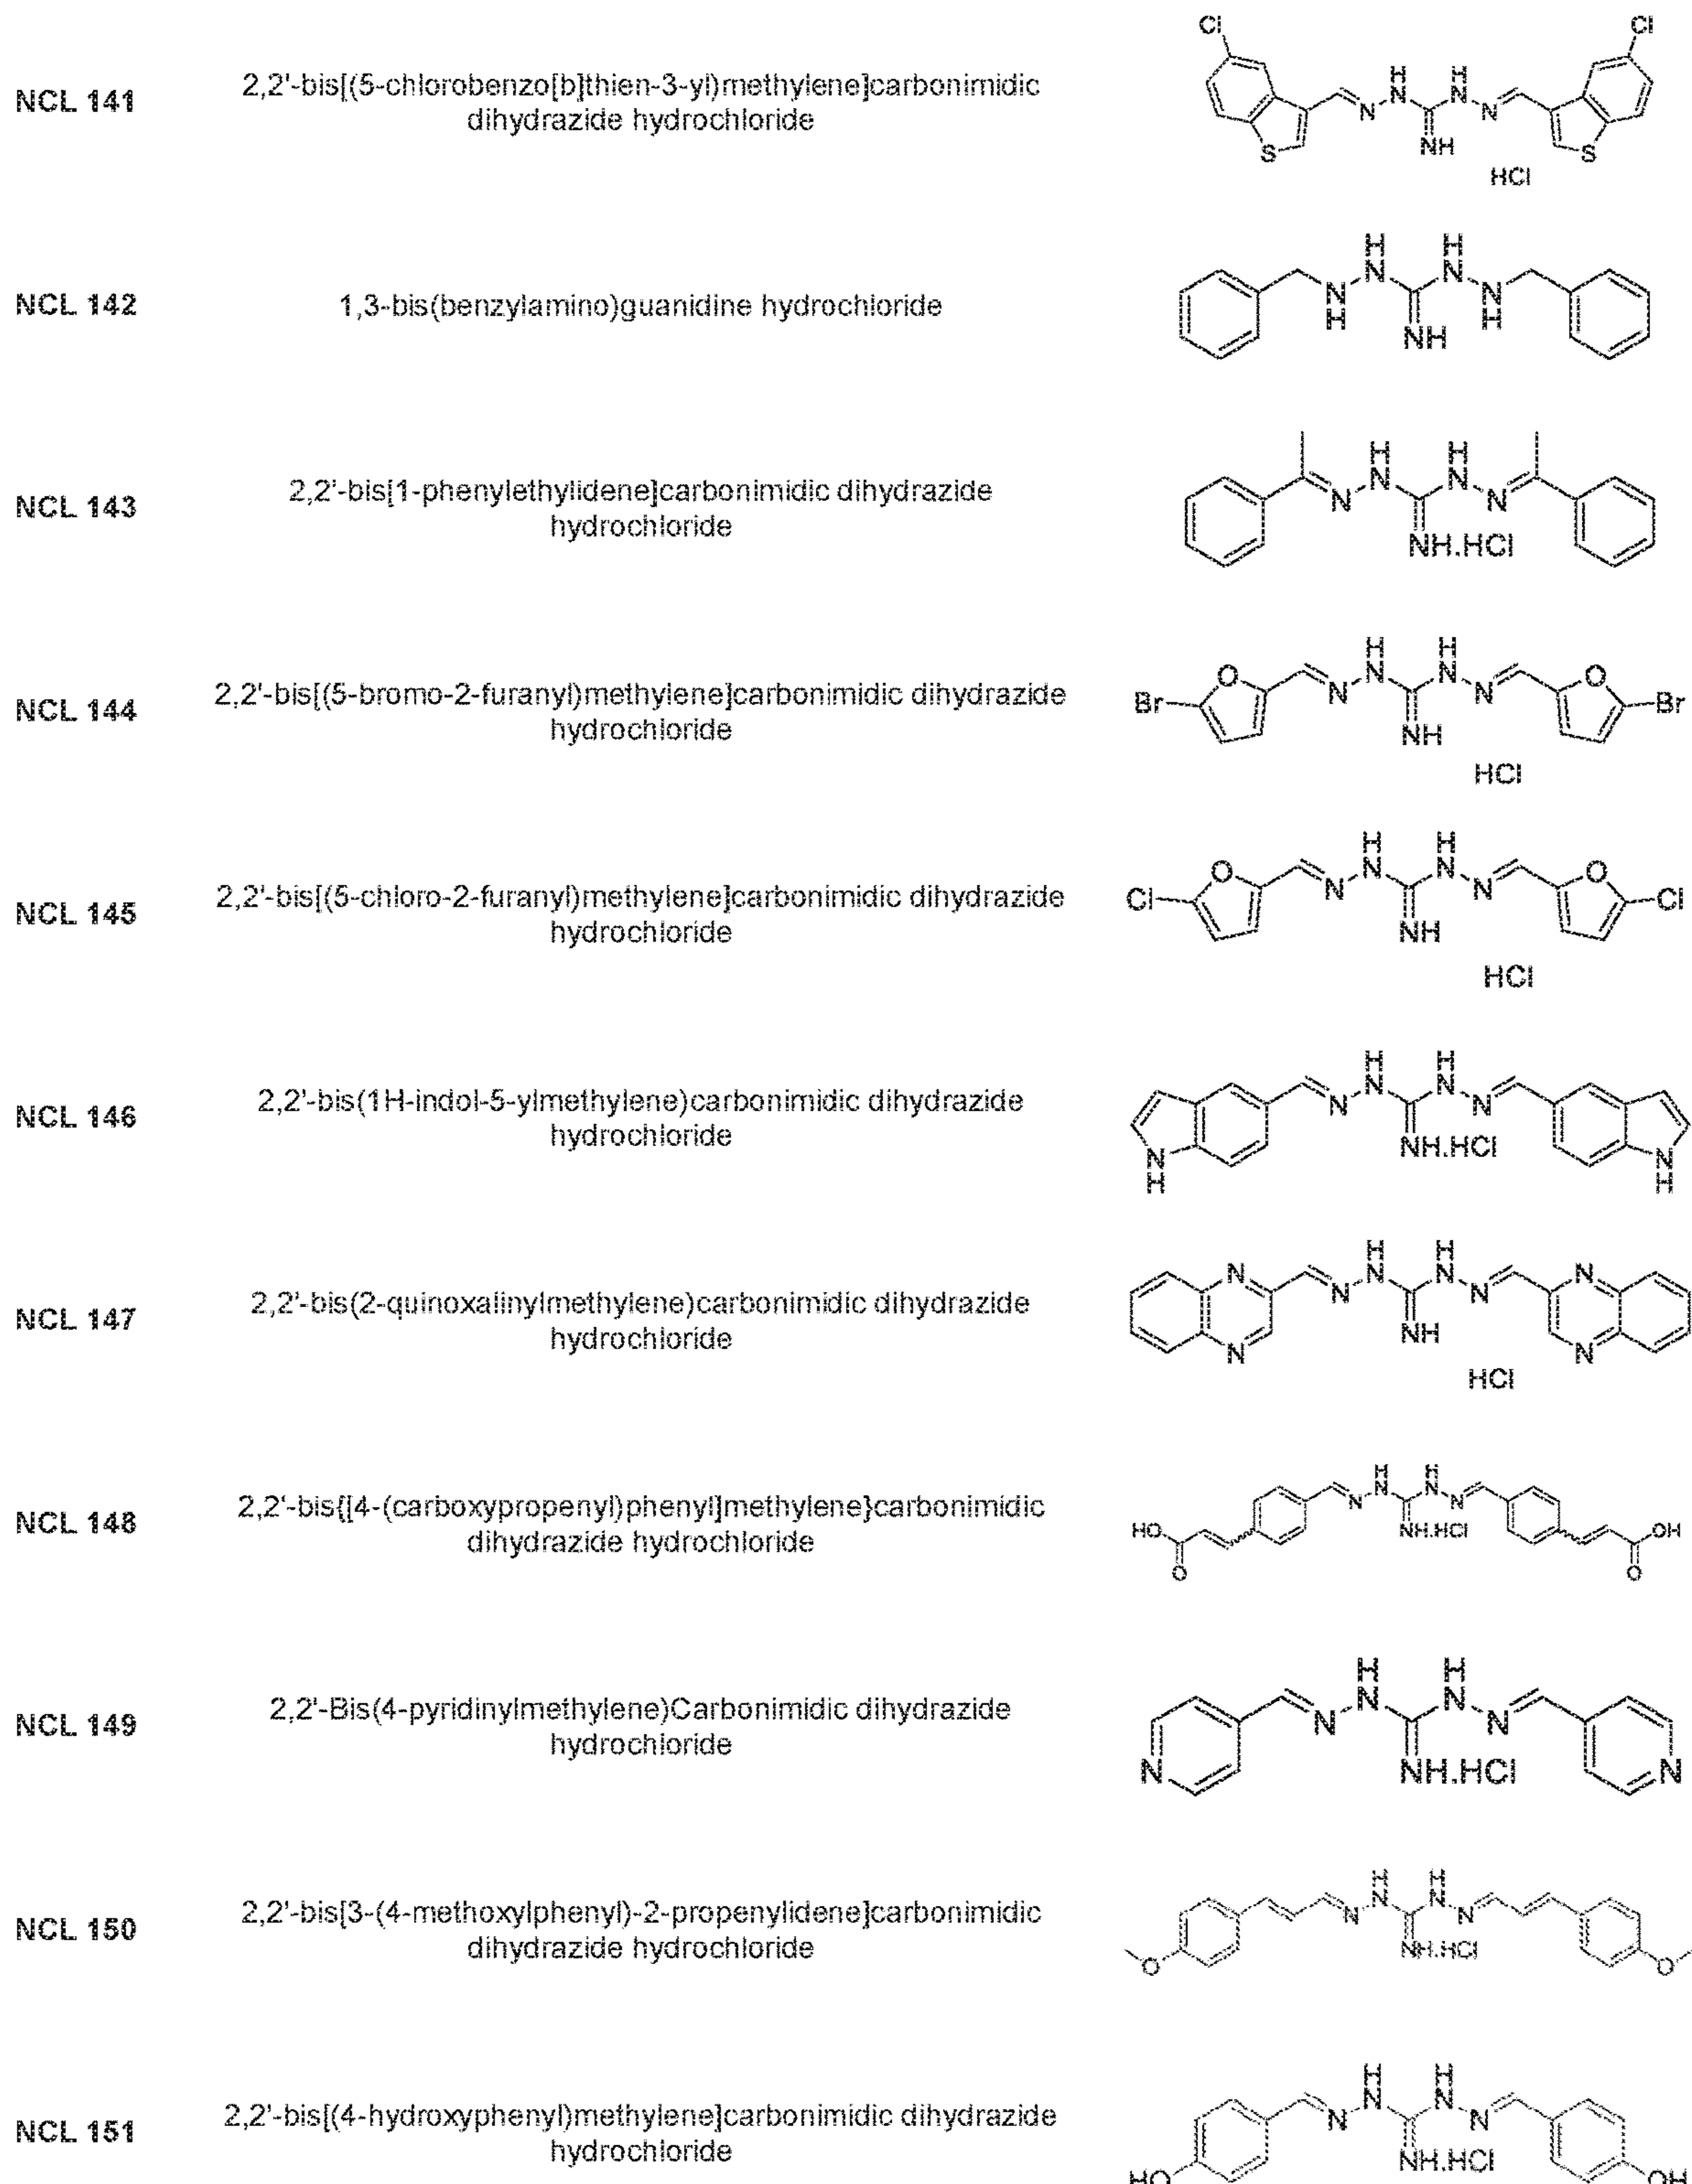 NCL 141
2,2'-bis[(5-chlorobenzo[b]thien-3-yl)methylene]carbonimidic
dihydrazide hydrochloride
Cl Cl
H H
N N N N
S NH S
HCl
NCL 142
1,3-bis(benzylamino)guanidine hydrochloride
H H
N N
N N
H H
NH
NCL 143
2,2'-bis[1-phenylethylidene]carbonimidic dihydrazide
hydrochloride
H H
N N N N
NH.HCl
NCL 144
2,2'-bis[(5-bromo-2-furanyl)methylene]carbonimidic dihydrazide
hydrochloride
H H
Br O N N N N O Br
NH
HCl
NCL 145
2,2'-bis[(5-chloro-2-furanyl)methylene]carbonimidic dihydrazide
hydrochloride
H H
Cl O N N N N O Cl
NH
HCl
NCL 146
2,2'-bis(1H-indol-5-ylmethylene)carbonimidic dihydrazide
hydrochloride
H H
N N N N
N NH.HCl N
H H
NCL 147
2,2'-bis(2-quinoxalinylmethylene)carbonimidic dihydrazide
hydrochloride
H H
N N N N N N
N NH N
HCl
NCL 148
2,2'-bis{[4-(carboxypropenyl)phenyl]methylene}carbonimidic
dihydrazide hydrochloride
H H
N N N N
HO NH.HCl OH
O O
NCL 149
2,2'-Bis(4-pyridinylmethylene)Carbonimidic dihydrazide
hydrochloride
H H
N N N N
N NH.HCl N
NCL 150
2,2'-bis[3-(4-methoxylphenyl)-2-propenylidene]carbonimidic
dihydrazide hydrochloride
H H
N N N N
NH.HCl
O O
NCL 151
2,2'-bis[(4-hydroxyphenyl)methylene]carbonimidic dihydrazide
hydrochloride
H H
N N N N
NH.HCl
HO OH